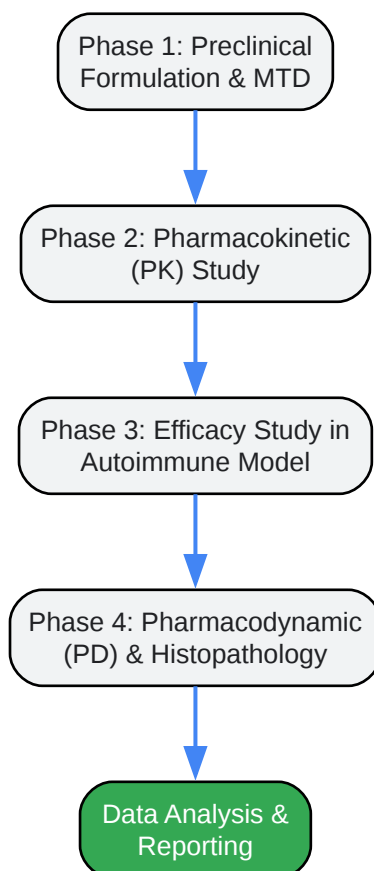 Phase 1: Preclinical
Formulation & MTD
Phase 2: Pharmacokinetic
(PK) Study
Phase 3: Efficacy Study in
Autoimmune Model
Phase 4: Pharmacodynamic
(PD) & Histopathology
Data Analysis &
Reporting